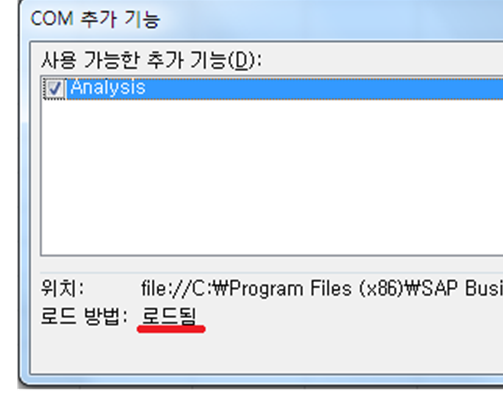 COM 추가 기능
사용 가능한 추가 기능(D):
Analysis
위치: file://C:₩Program Files (x86)₩SAP Busi
로드 방법: 로드됨